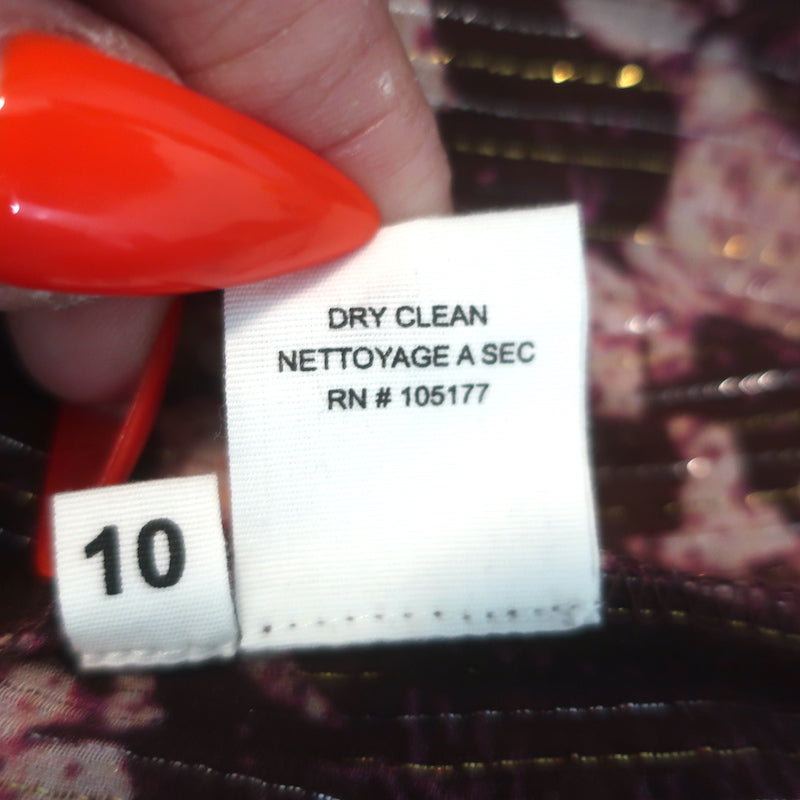 DRY CLEAN
NETTOYAGE A SEC
RN # 105177
10